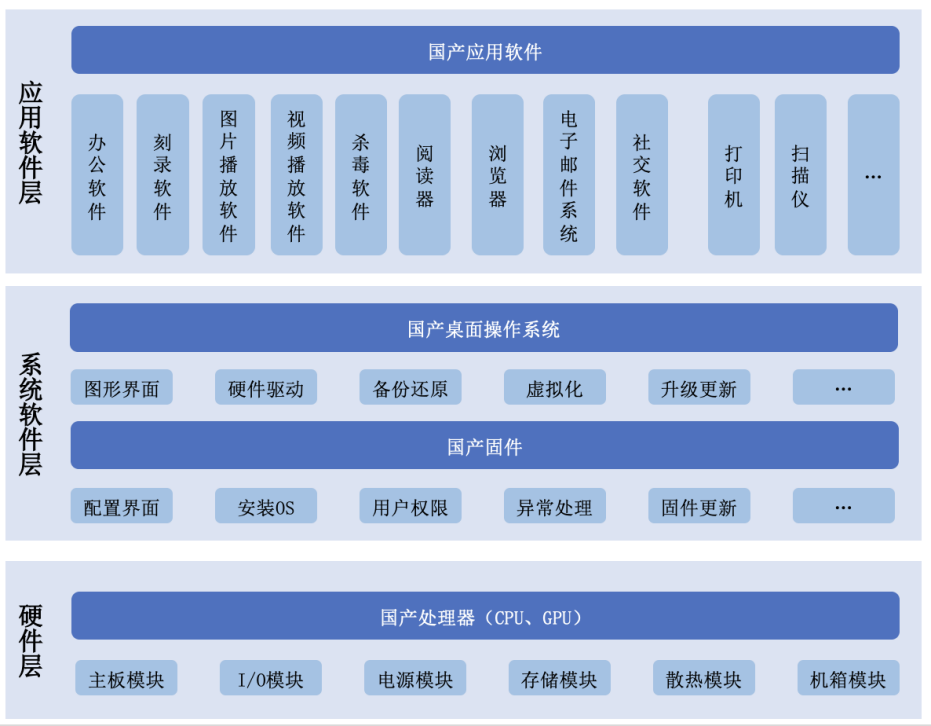 应用软件层
国产应用软件
办公软件
刻录软件
图片播放软件
视频播放软件
杀毒软件
阅读器
浏览器
电子邮件系统
社交软件
打印机
扫描仪
…
系统软件层
国产桌面操作系统
图形界面 硬件驱动 备份还原 虚拟化 升级更新 …
国产固件
配置界面 安装OS 用户权限 异常处理 固件更新 …
硬件层
国产处理器（CPU、GPU）
主板模块 I/O模块 电源模块 存储模块 散热模块 机箱模块